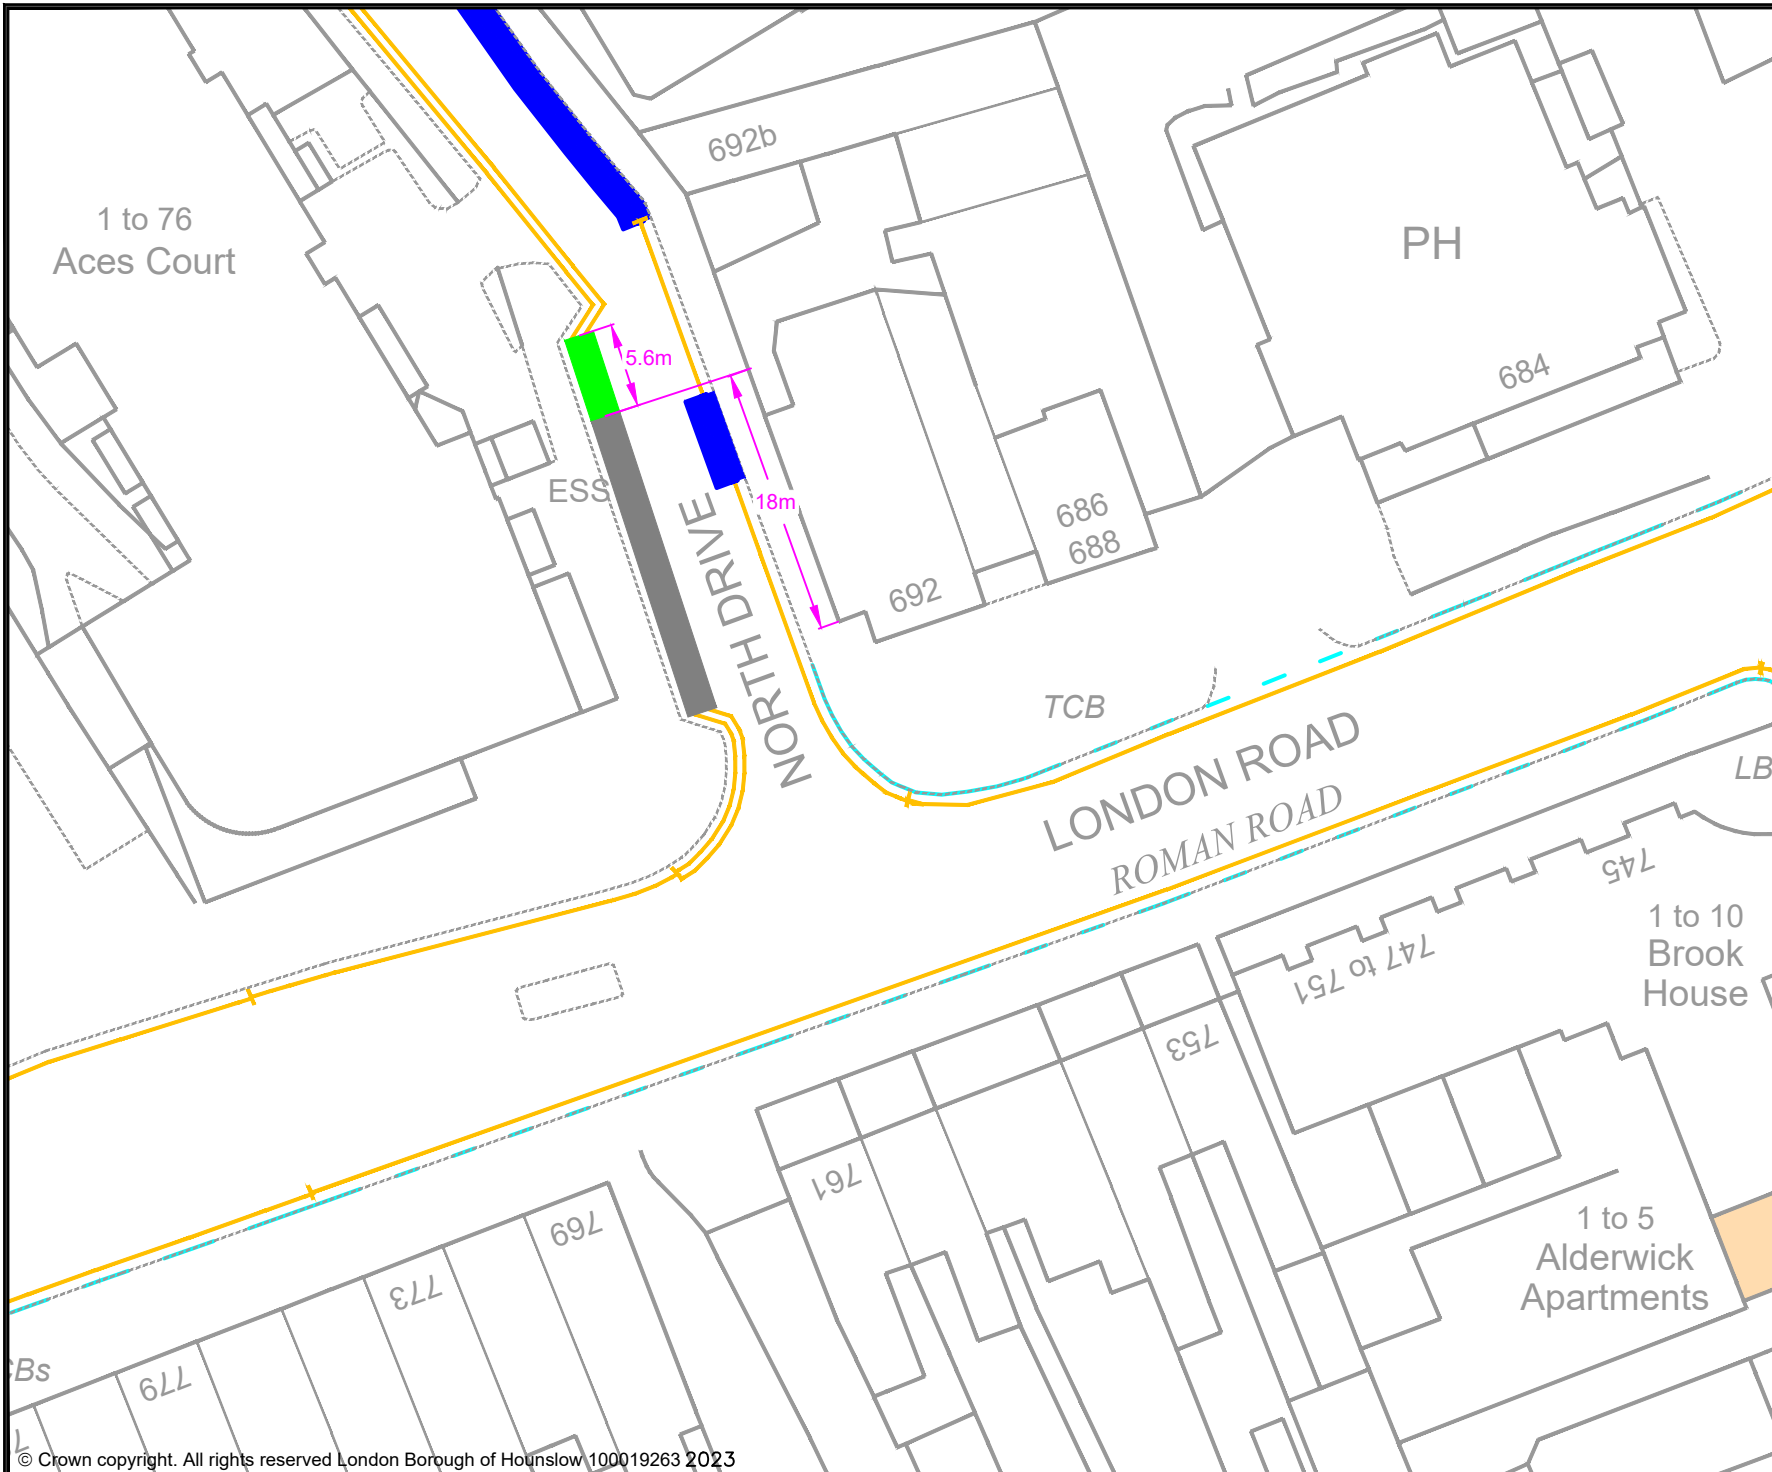 692b
1 to 76
Aces Court
PH
5.6m
684
ESS
18m
686
688
692
NORTH DRIVE
TCB
LONDON ROAD
ROMAN ROAD
LB
745
747 to 751
1 to 10
Brook
House
753
761
769
773
779
1 to 5
Alderwick
Apartments
CBs
© Crown copyright. All rights reserved London Borough of Hounslow 100019263 2023